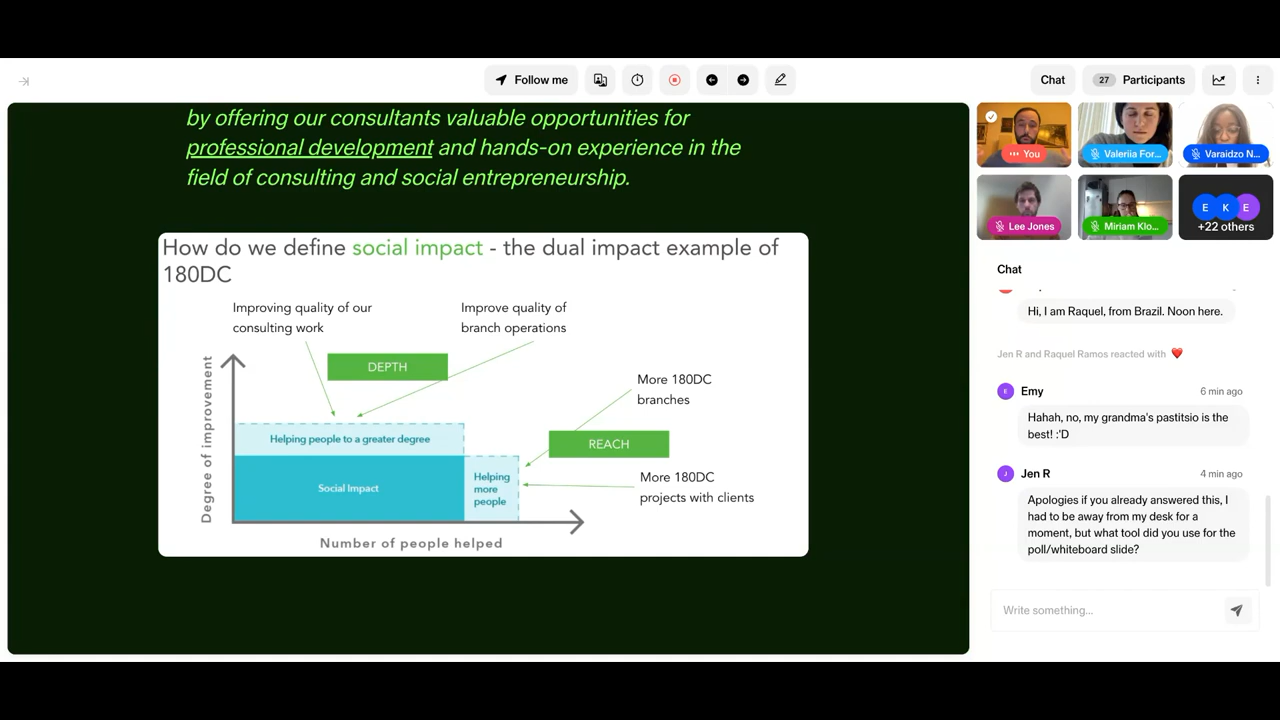 Follow me
Chat
27 Participants
by offering our consultants valuable opportunities for
professional development and hands-on experience in the
field of consulting and social entrepreneurship.
How do we define social impact - the dual impact example of
180DC
Improving quality of our
consulting work
Improve quality of
branch operations
DEPTH
More 180DC
branches
REACH
More 180DC
projects with clients
Degree of improvement
Helping people to a greater degree
Social Impact
Helping
more
people
Number of people helped
You
Valeriia For...
Varaidzo N...
Lee Jones
Miriam Klo...
E K E
+22 others
Chat
Hi, I am Raquel, from Brazil. Noon here.
Jen R and Raquel Ramos reacted with ❤️
E Emy 6 min ago
Hahah, no, my grandma's pastitsio is the
best! :'D
J Jen R 4 min ago
Apologies if you already answered this, I
had to be away from my desk for a
moment, but what tool did you use for the
poll/whiteboard slide?
Write something...